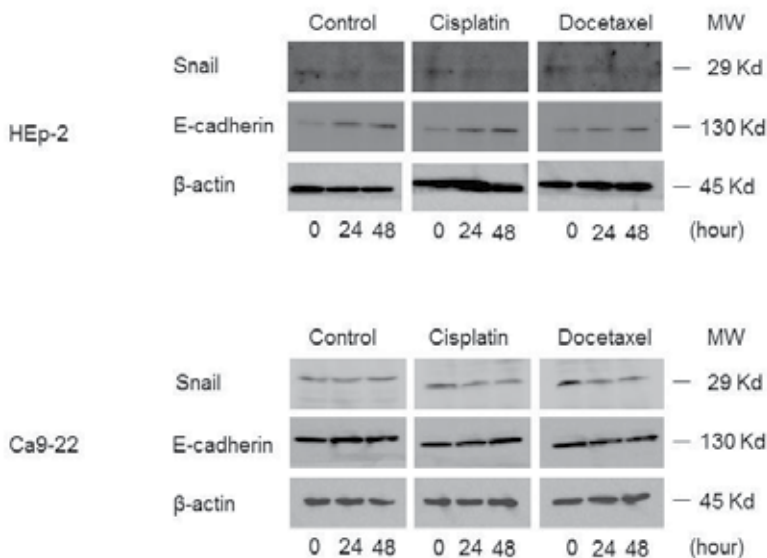 Control Cisplatin Docetaxel MW
Snail — 29 Kd
HEp-2 E-cadherin — 130 Kd
β-actin — 45 Kd
0 24 48 0 24 48 0 24 48 (hour)
Control Cisplatin Docetaxel MW
Snail — 29 Kd
Ca9-22 E-cadherin — 130 Kd
β-actin — 45 Kd
0 24 48 0 24 48 0 24 48 (hour)